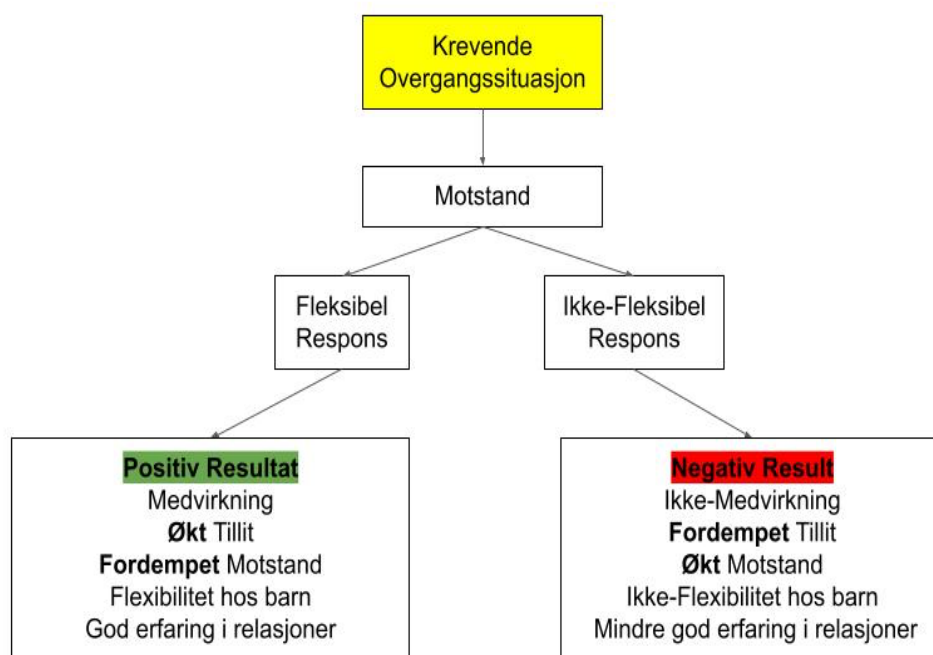 Krevende
Overgangssituasjon
Motstand
Fleksibel
Respons
Ikke-Fleksibel
Respons
Positiv Resultat
Medvirkning
Økt Tillit
Fordempet Motstand
Flexibilitet hos barn
God erfaring i relasjoner
Negativ Result
Ikke-Medvirkning
Fordempet Tillit
Økt Motstand
Ikke-Flexibilitet hos barn
Mindre god erfaring i relasjoner